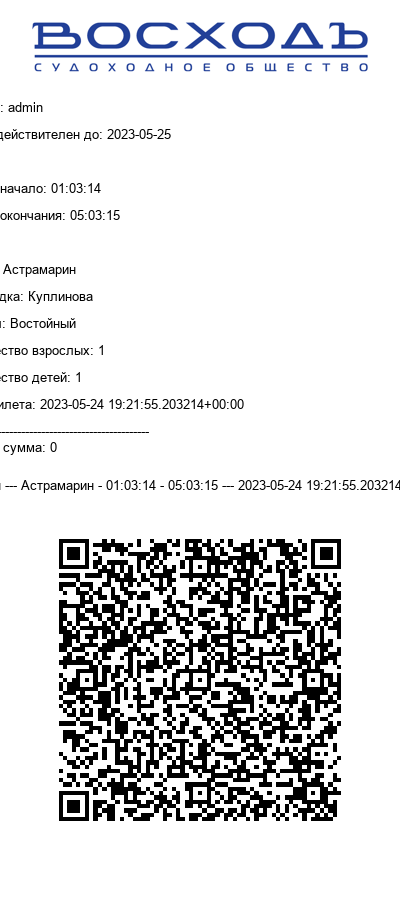 ВОСХОДЪ
СУДОХОДНОЕ ОБЩЕСТВО
: admin
действителен до: 2023-05-25
начало: 01:03:14
окончания: 05:03:15
Астрамарин
дка: Куплинова
: Востойный
ство взрослых: 1
ство детей: 1
илета: 2023-05-24 19:21:55.203214+00:00
--------------------------------------
сумма: 0
--- Астрамарин - 01:03:14 - 05:03:15 --- 2023-05-24 19:21:55.203214